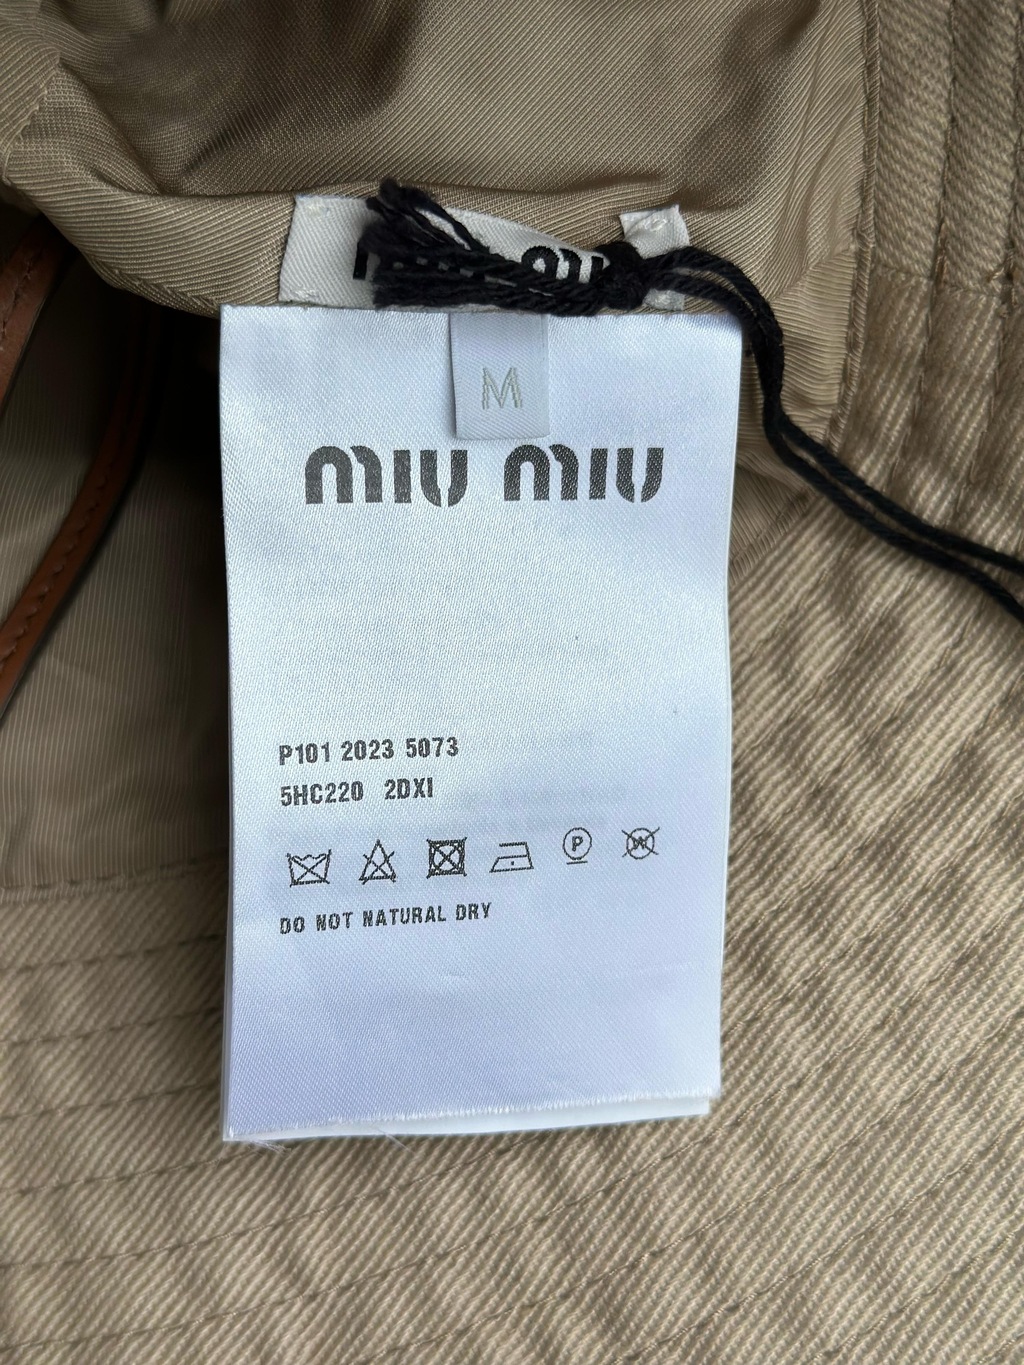 M
MIU MIU
P101 2023 5073
5HC220 2DXI
P
W
DO NOT NATURAL DRY